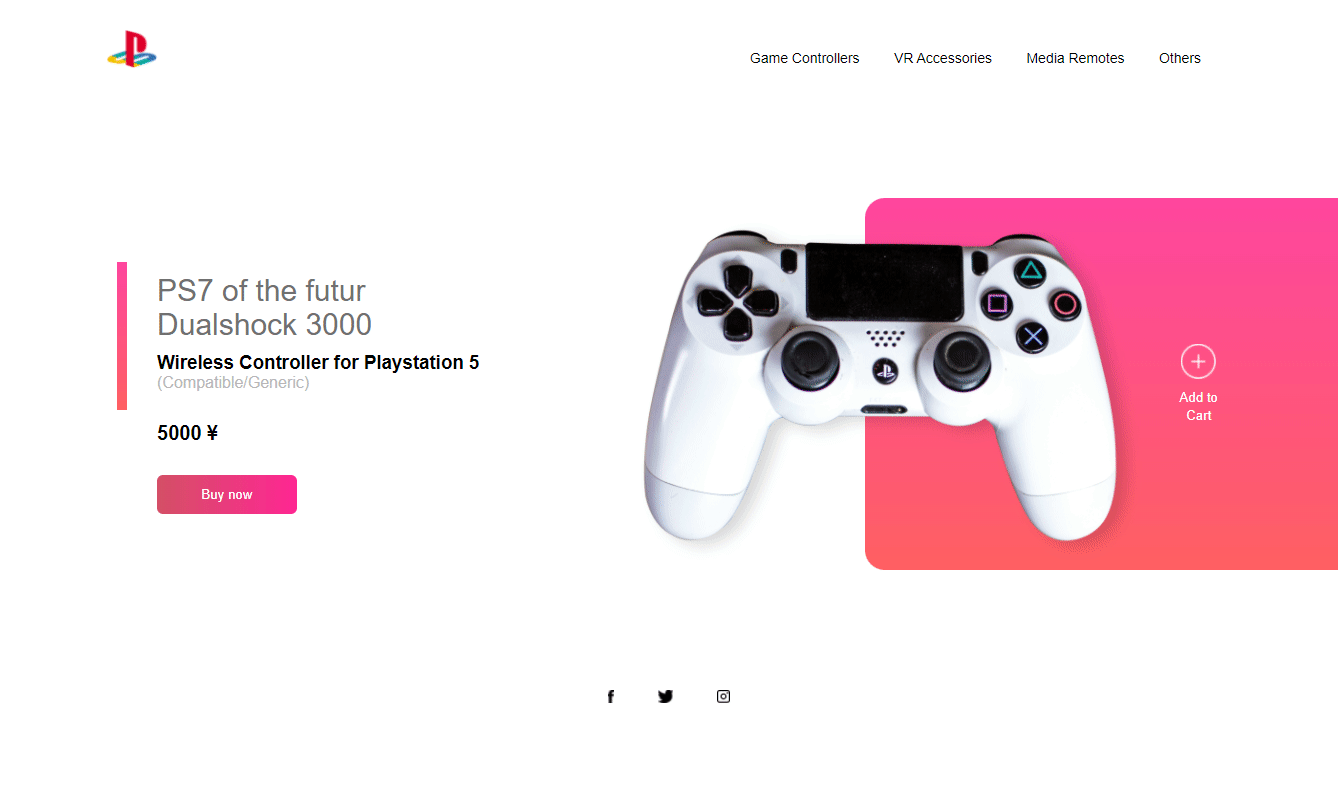 Game Controllers
VR Accessories
Media Remotes
Others
PS7 of the futur
Dualshock 3000
Wireless Controller for Playstation 5
(Compatible/Generic)
5000 ¥
Buy now
Add to
Cart